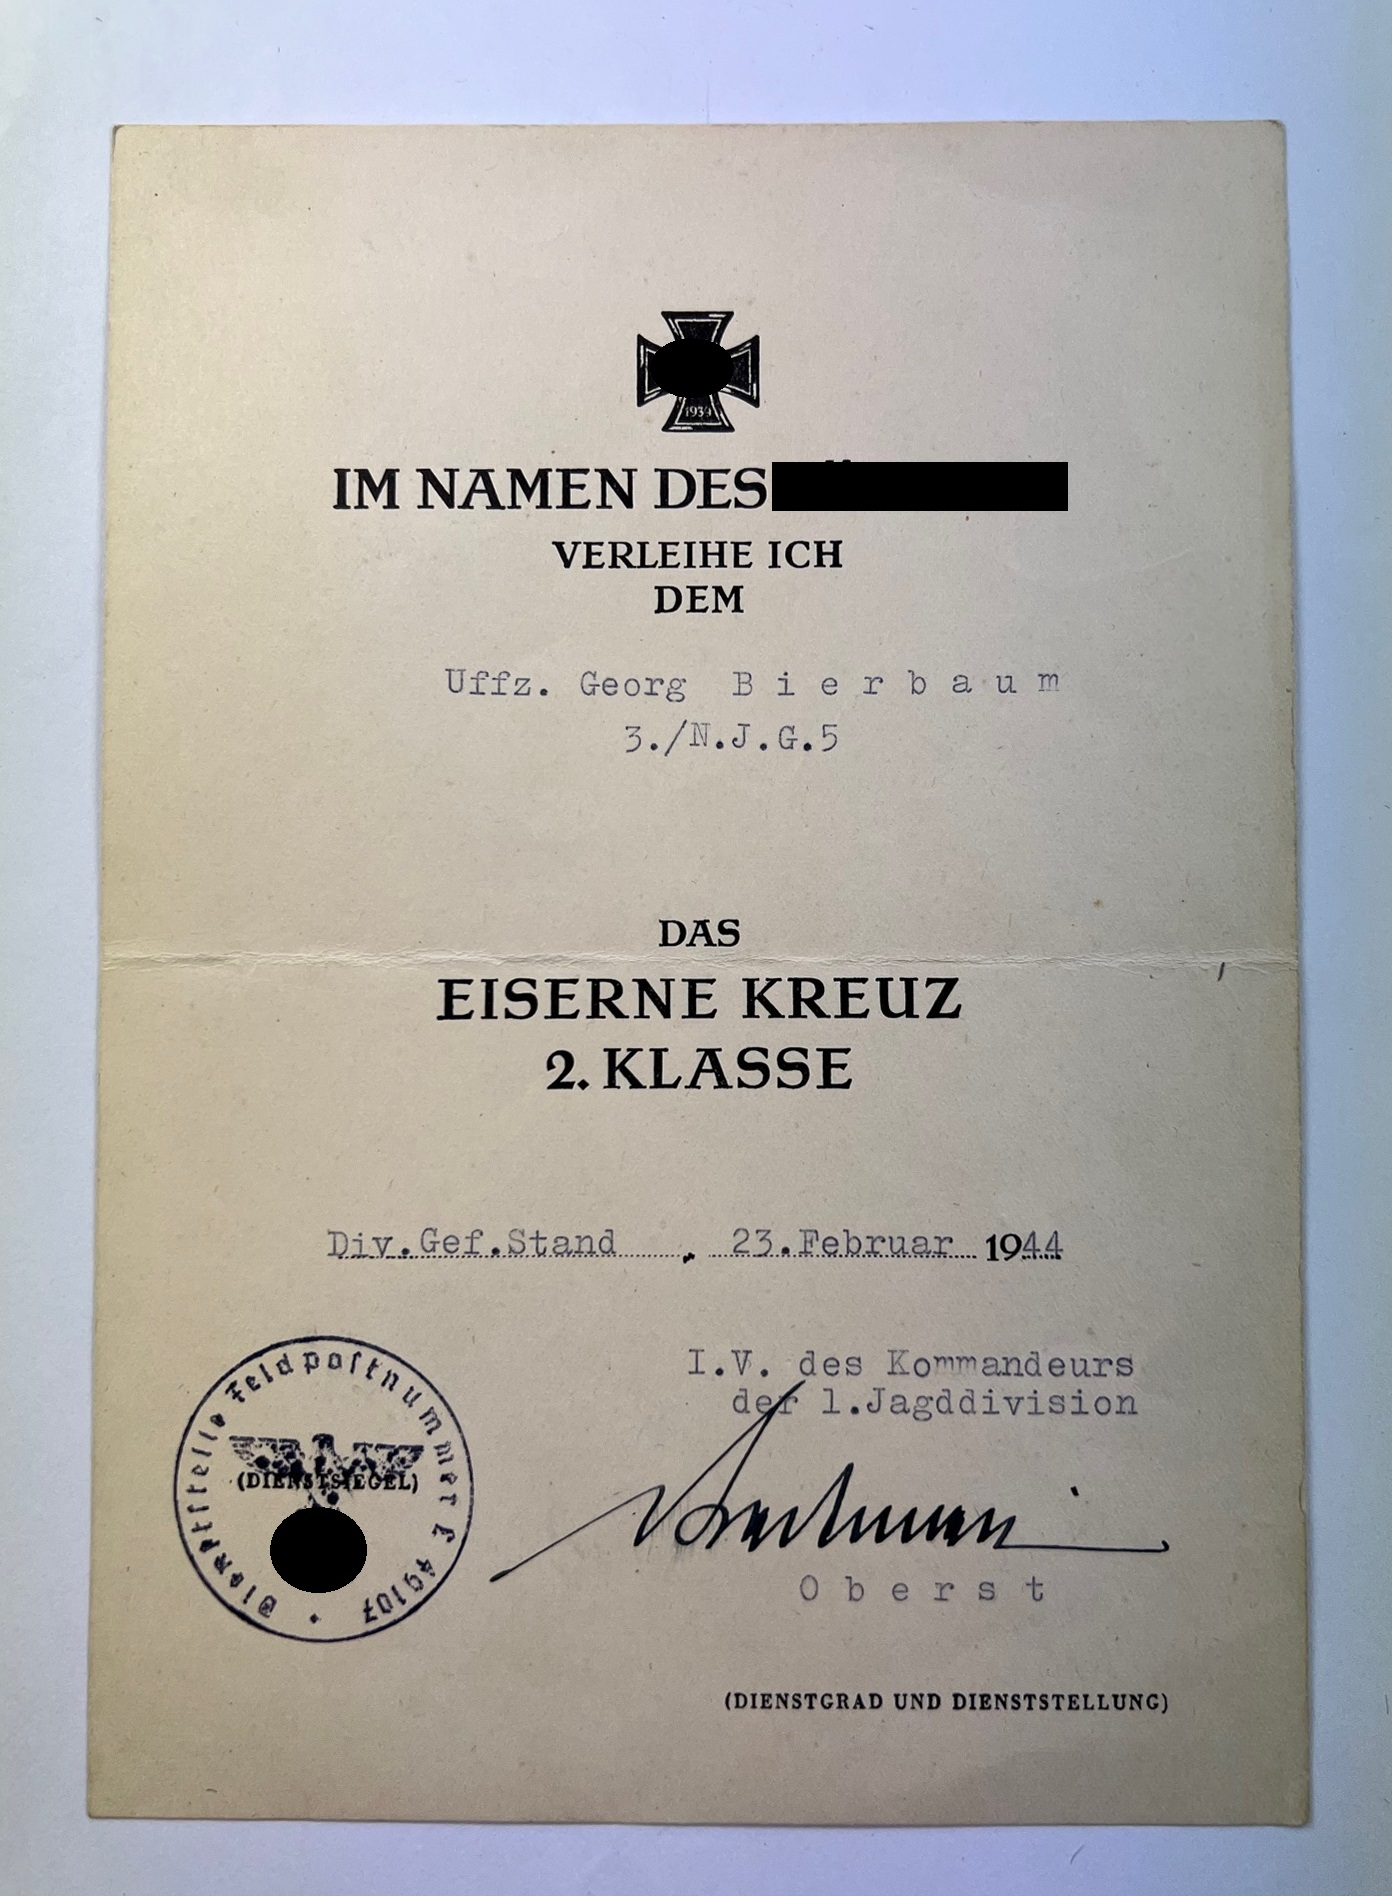 1939
IM NAMEN DES
VERLEIHE ICH
DEM
Uffz. Georg Bierbaum
3./N.J.G.5
DAS
EISERNE KREUZ
2. KLASSE
Div.Gef.Stand , 23.Februar 1944
I.V. des Kommandeurs
der 1.Jagddivision
Oberst
(DIENSTGRAD UND DIENSTSTELLUNG)
Dienststelle Feldpostnummer L 49107
(DIENSTSIEGEL)